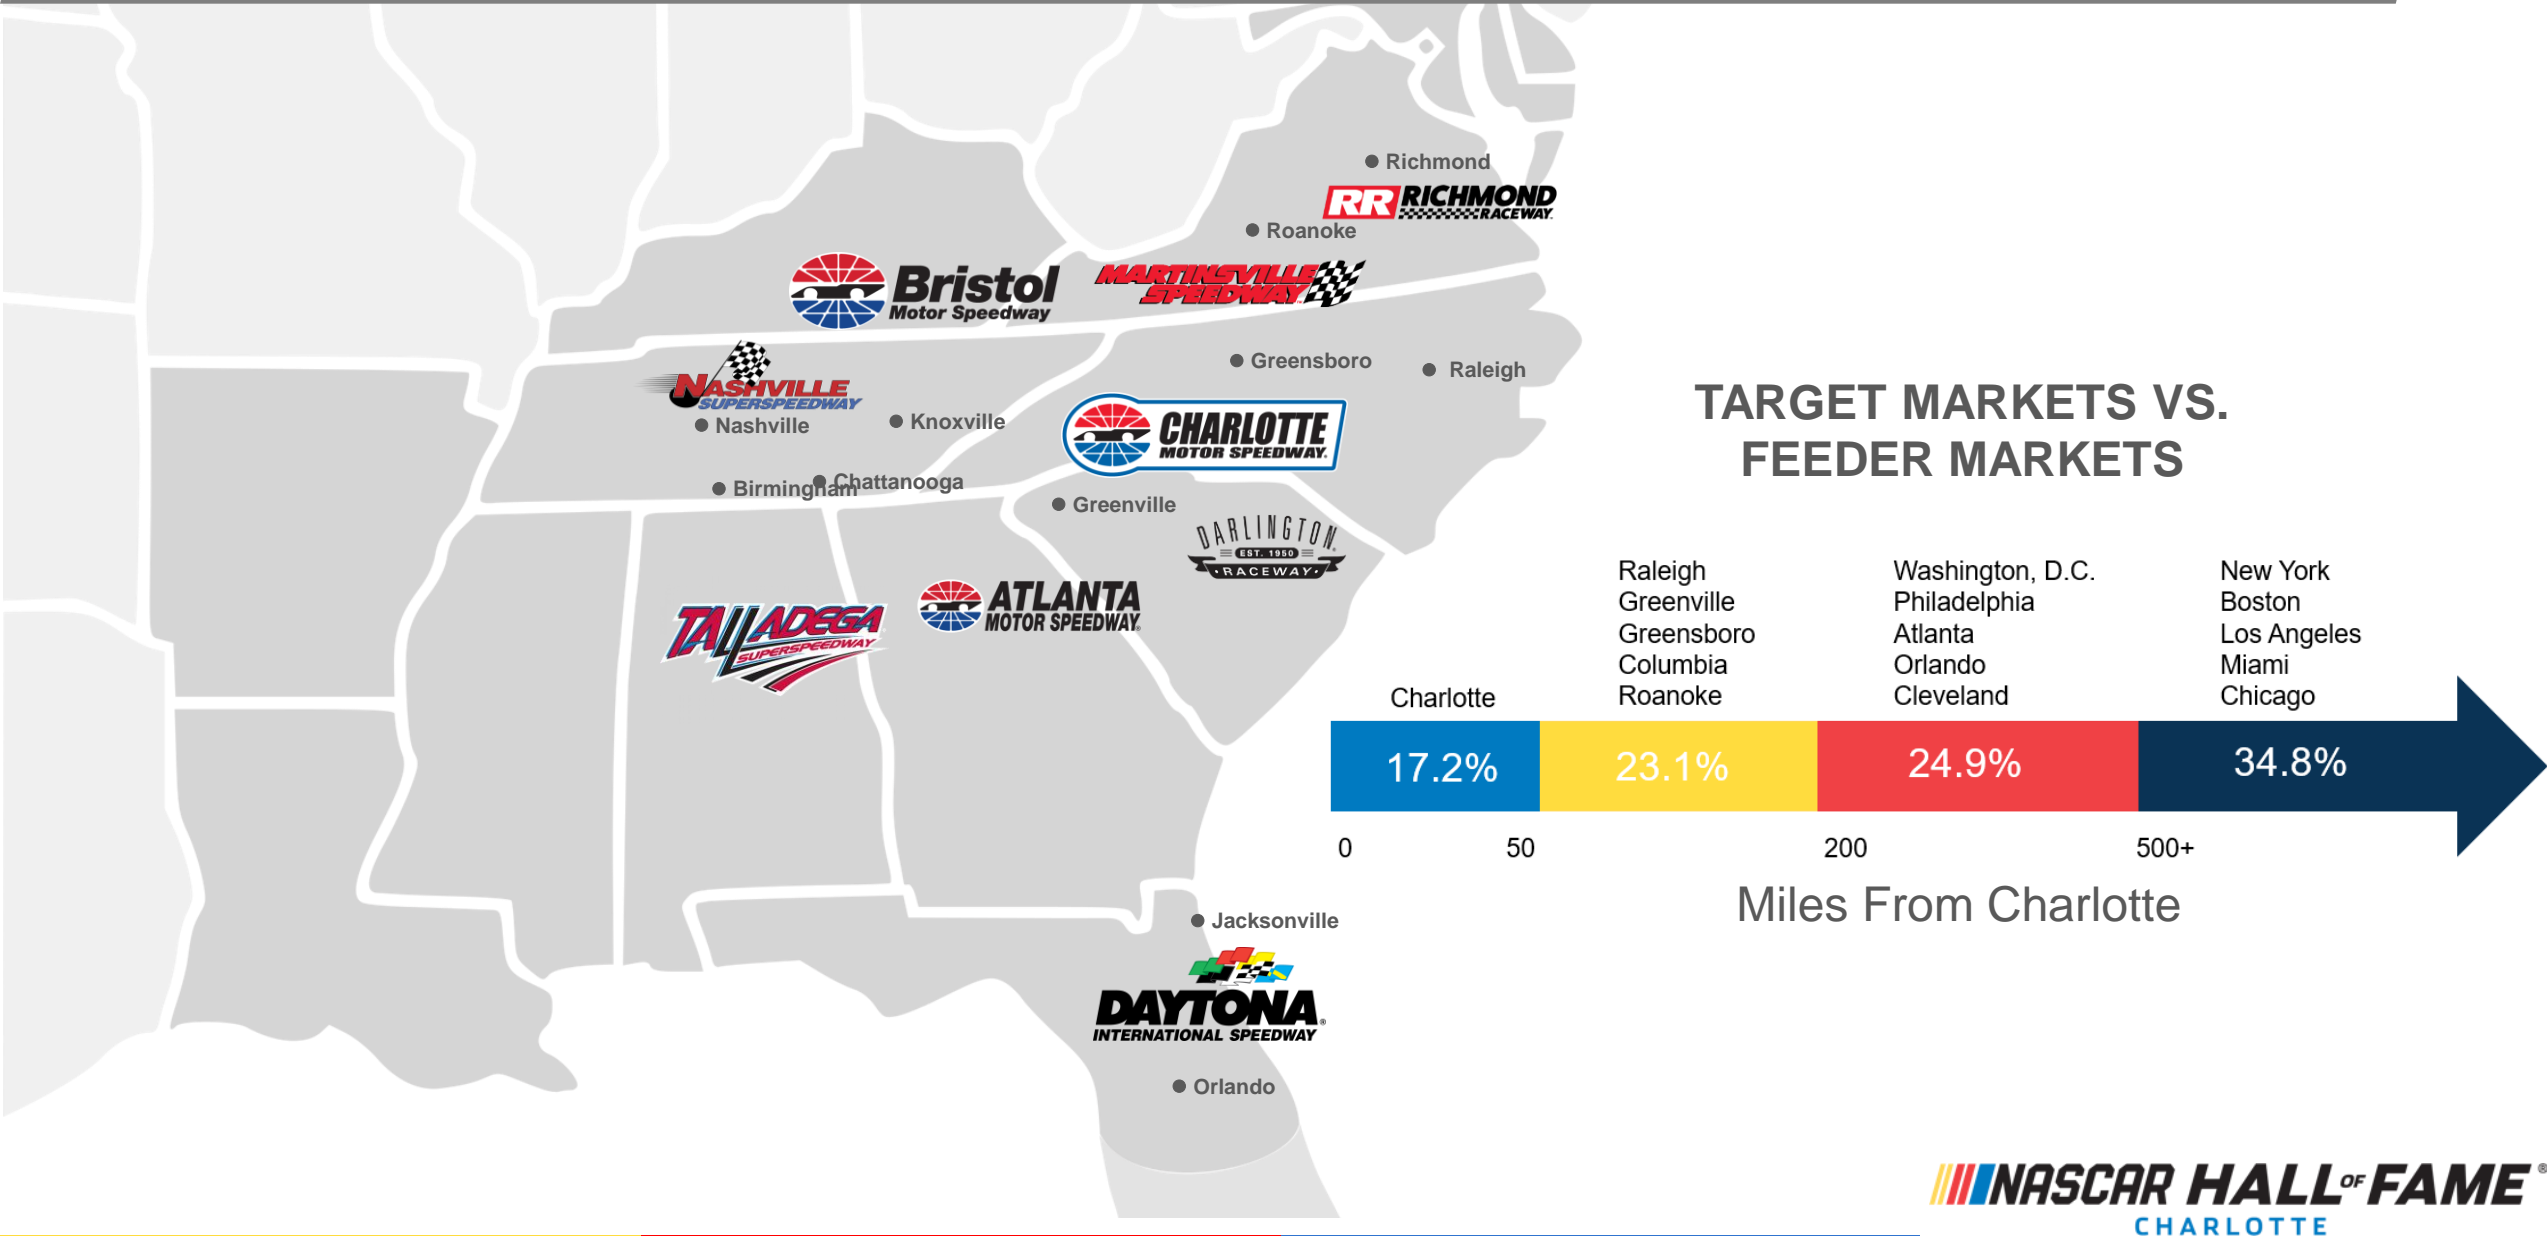 Richmond
RR RICHMOND
RACEWAY
Roanoke
Bristol
Motor Speedway
MARTINSVILLE
SPEEDWAY
NASHVILLE
SUPERSPEEDWAY
Nashville
Knoxville
Greensboro
Raleigh
CHARLOTTE
MOTOR SPEEDWAY
Birmingham
Chattanooga
Greenville
DARLINGTON
EST. 1950
RACEWAY
TALLADEGA
SUPERSPEEDWAY
ATLANTA
MOTOR SPEEDWAY
Jacksonville
DAYTONA
INTERNATIONAL SPEEDWAY
Orlando
TARGET MARKETS VS.
FEEDER MARKETS
Charlotte
Raleigh
Greenville
Greensboro
Columbia
Roanoke
Washington, D.C.
Philadelphia
Atlanta
Orlando
Cleveland
New York
Boston
Los Angeles
Miami
Chicago
17.2%
23.1%
24.9%
34.8%
0
50
200
500+
Miles From Charlotte
NASCAR HALL OF FAME®
CHARLOTTE